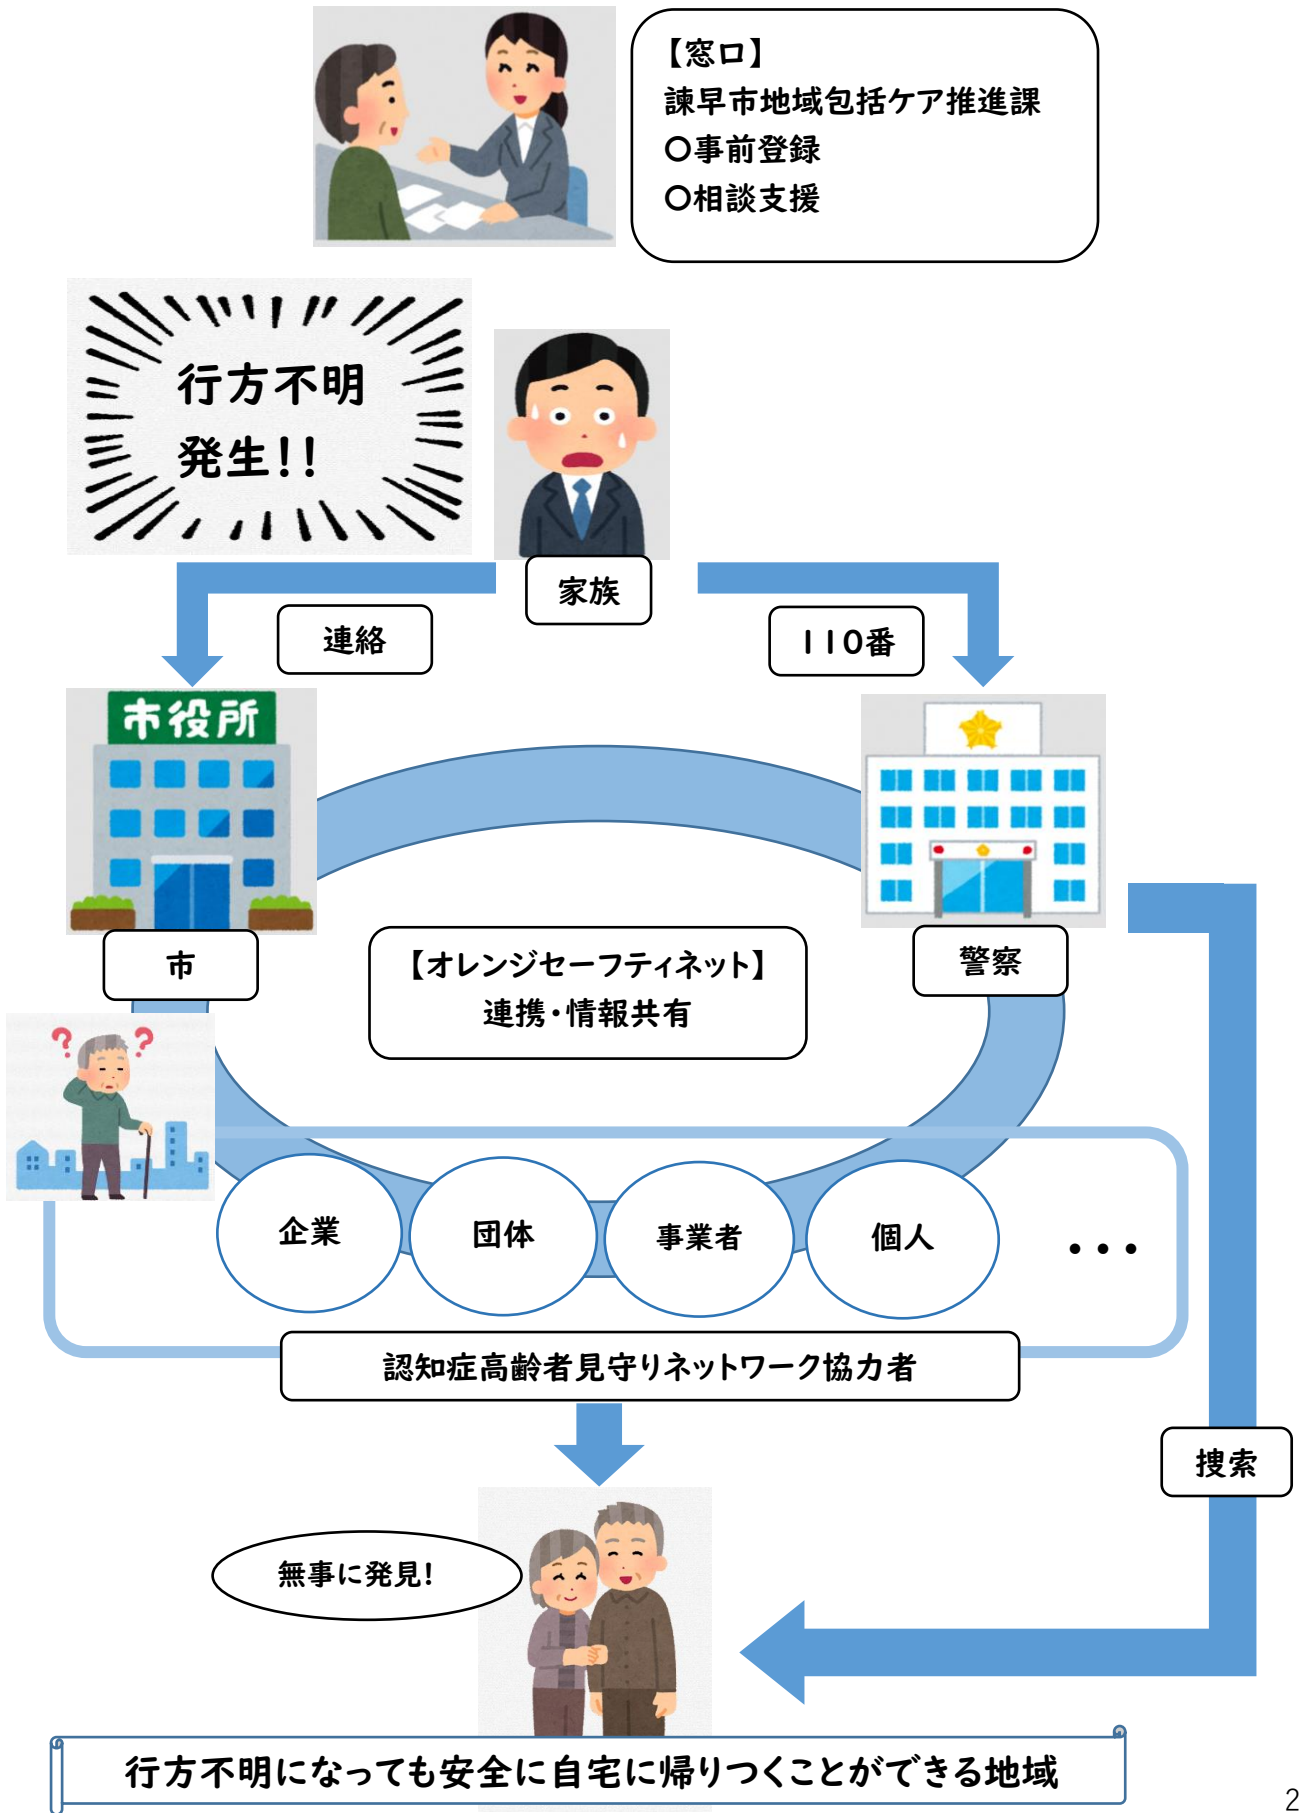 【窓口】
諫早市地域包括ケア推進課
〇事前登録
〇相談支援
行方不明
発生!!
家族
連絡
110番
市役所
市
【オレンジセーフティネット】
連携・情報共有
警察
? ?
企業
団体
事業者
個人
・・・
認知症高齢者見守りネットワーク協力者
捜索
無事に発見!
行方不明になっても安全に自宅に帰りつくことができる地域
2